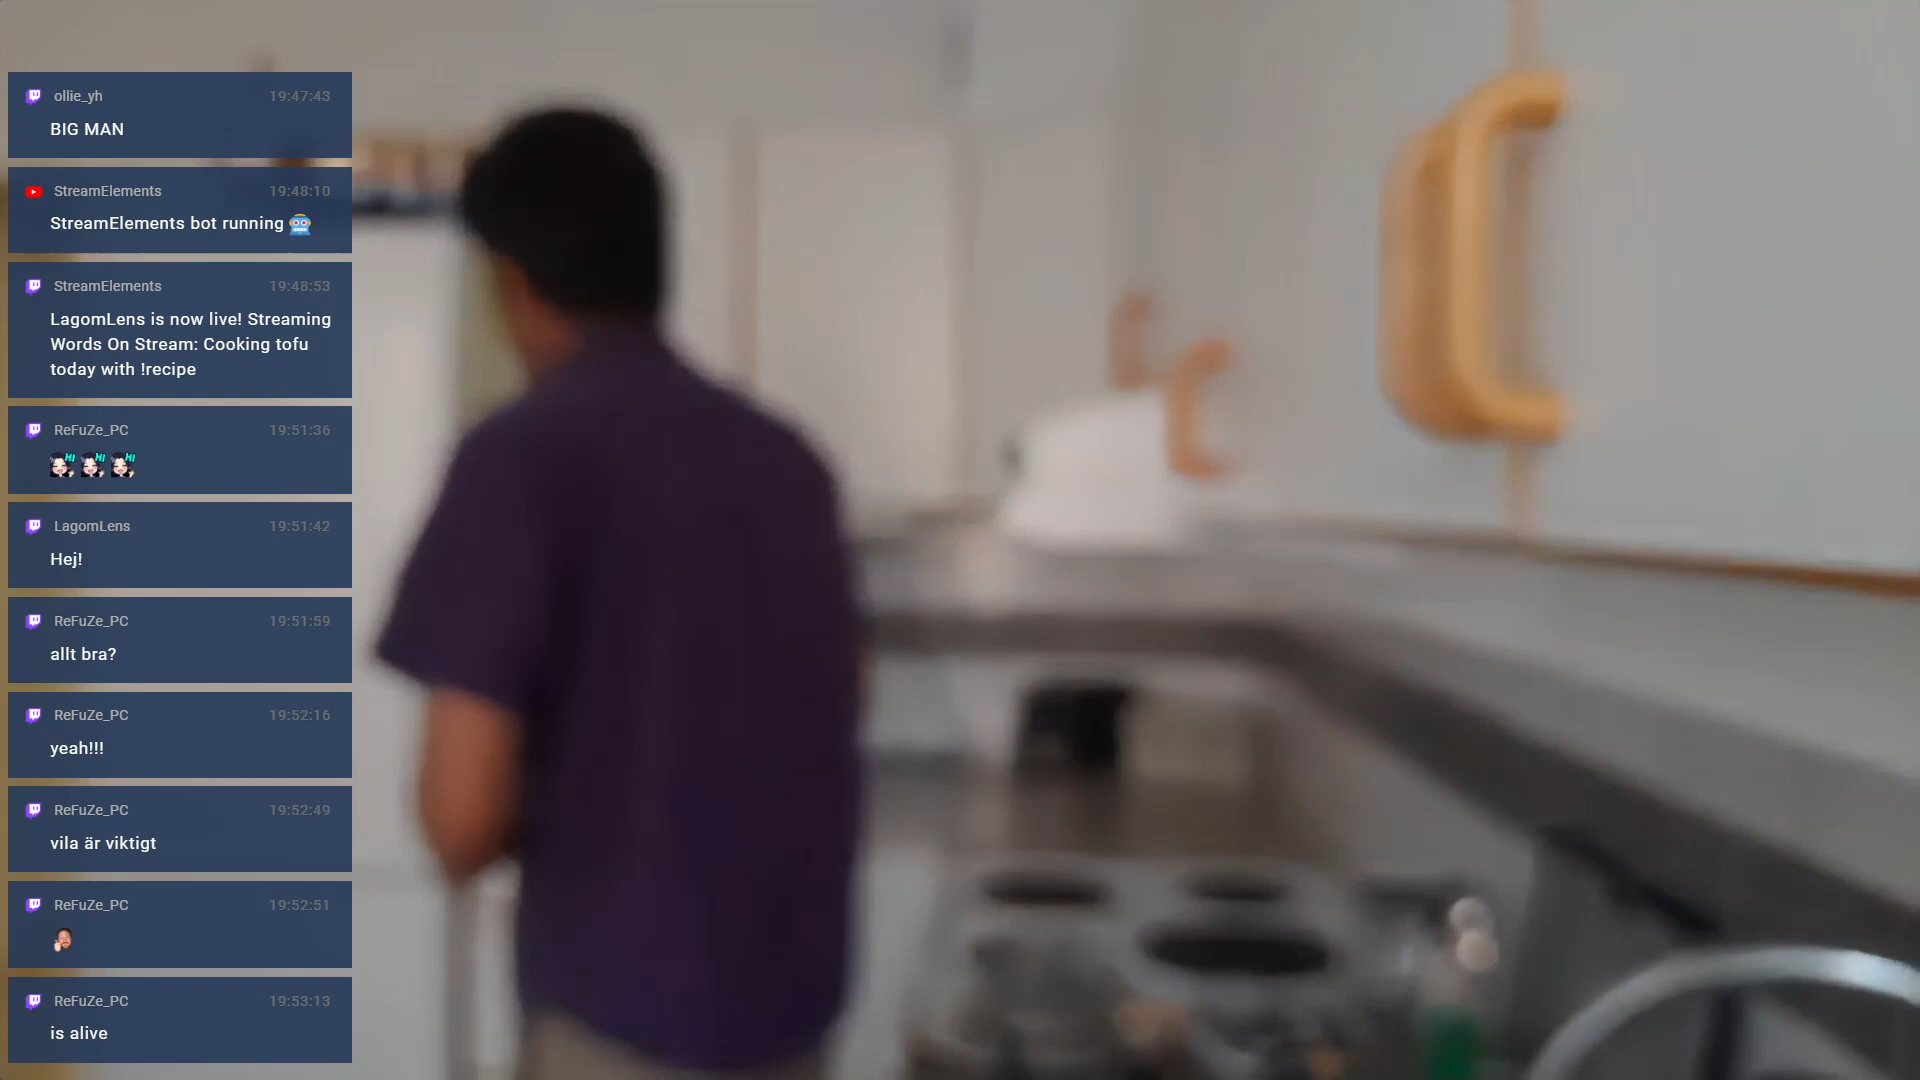 ollie_yh 19:47:43
BIG MAN
StreamElements 19:48:10
StreamElements bot running 🤖
StreamElements 19:48:53
LagomLens is now live! Streaming
Words On Stream: Cooking tofu
today with !recipe
ReFuZe_PC 19:51:36
HI HI HI
LagomLens 19:51:42
Hej!
ReFuZe_PC 19:51:59
allt bra?
ReFuZe_PC 19:52:16
yeah!!!
ReFuZe_PC 19:52:49
vila är viktigt
ReFuZe_PC 19:52:51
ReFuZe_PC 19:53:13
is alive